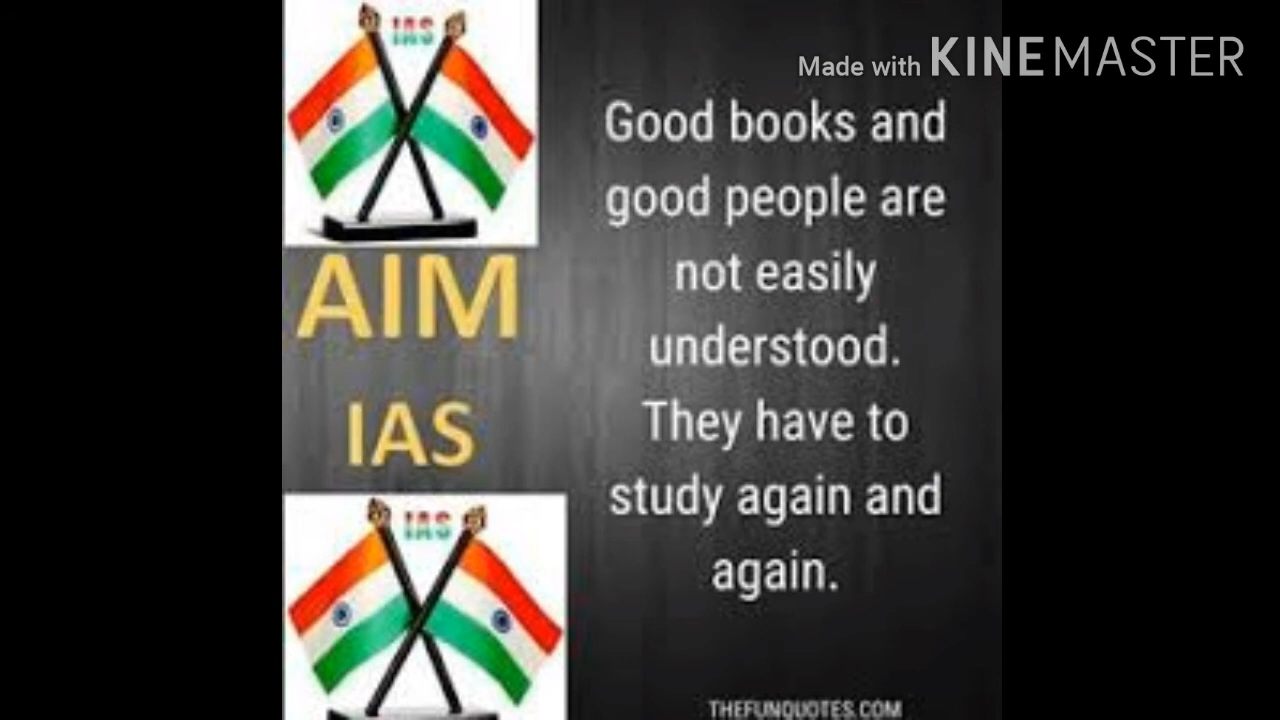 IAS
Made with KINEMASTER
AIM
IAS
IAS
Good books and
good people are
not easily
understood.
They have to
study again and
again.
THEFUNQUOTES.COM